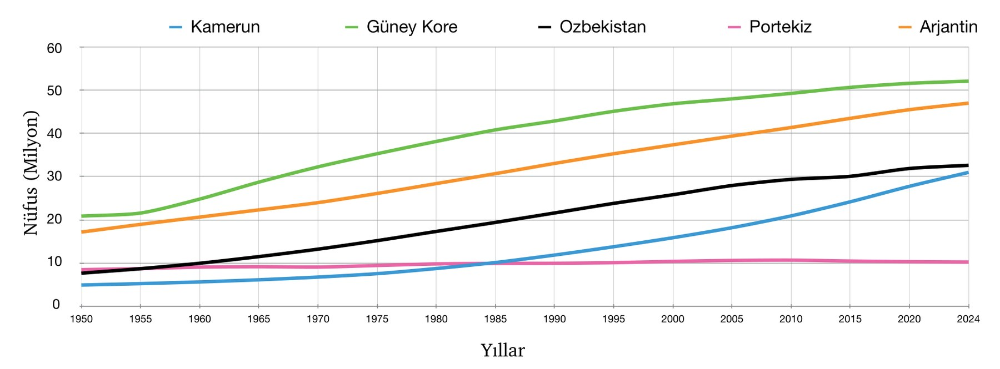 Kamerun Güney Kore Ozbekistan Portekiz Arjantin
60
50
40
30
20
10
0
Nüfus (Milyon)
1950 1955 1960 1965 1970 1975 1980 1985 1990 1995 2000 2005 2010 2015 2020 2024
Yıllar